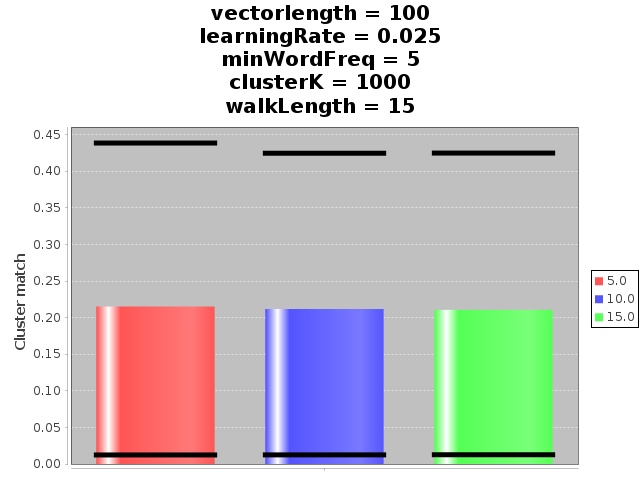 vectorlength = 100
learningRate = 0.025
minWordFreq = 5
clusterK = 1000
walkLength = 15
0.45
0.40
0.35
0.30
0.25
0.20
0.15
0.10
0.05
0.00
Cluster match
5.0
10.0
15.0